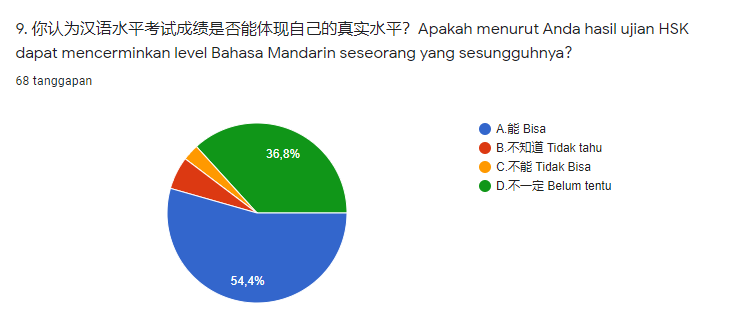 9. 你认为汉语水平考试成绩是否能体现自己的真实水平？Apakah menurut Anda hasil ujian HSK
dapat mencerminkan level Bahasa Mandarin seseorang yang sesungguhnya?
68 tanggapan
36,8%
54,4%
A.能 Bisa
B.不知道 Tidak tahu
C.不能 Tidak Bisa
D.不一定 Belum tentu